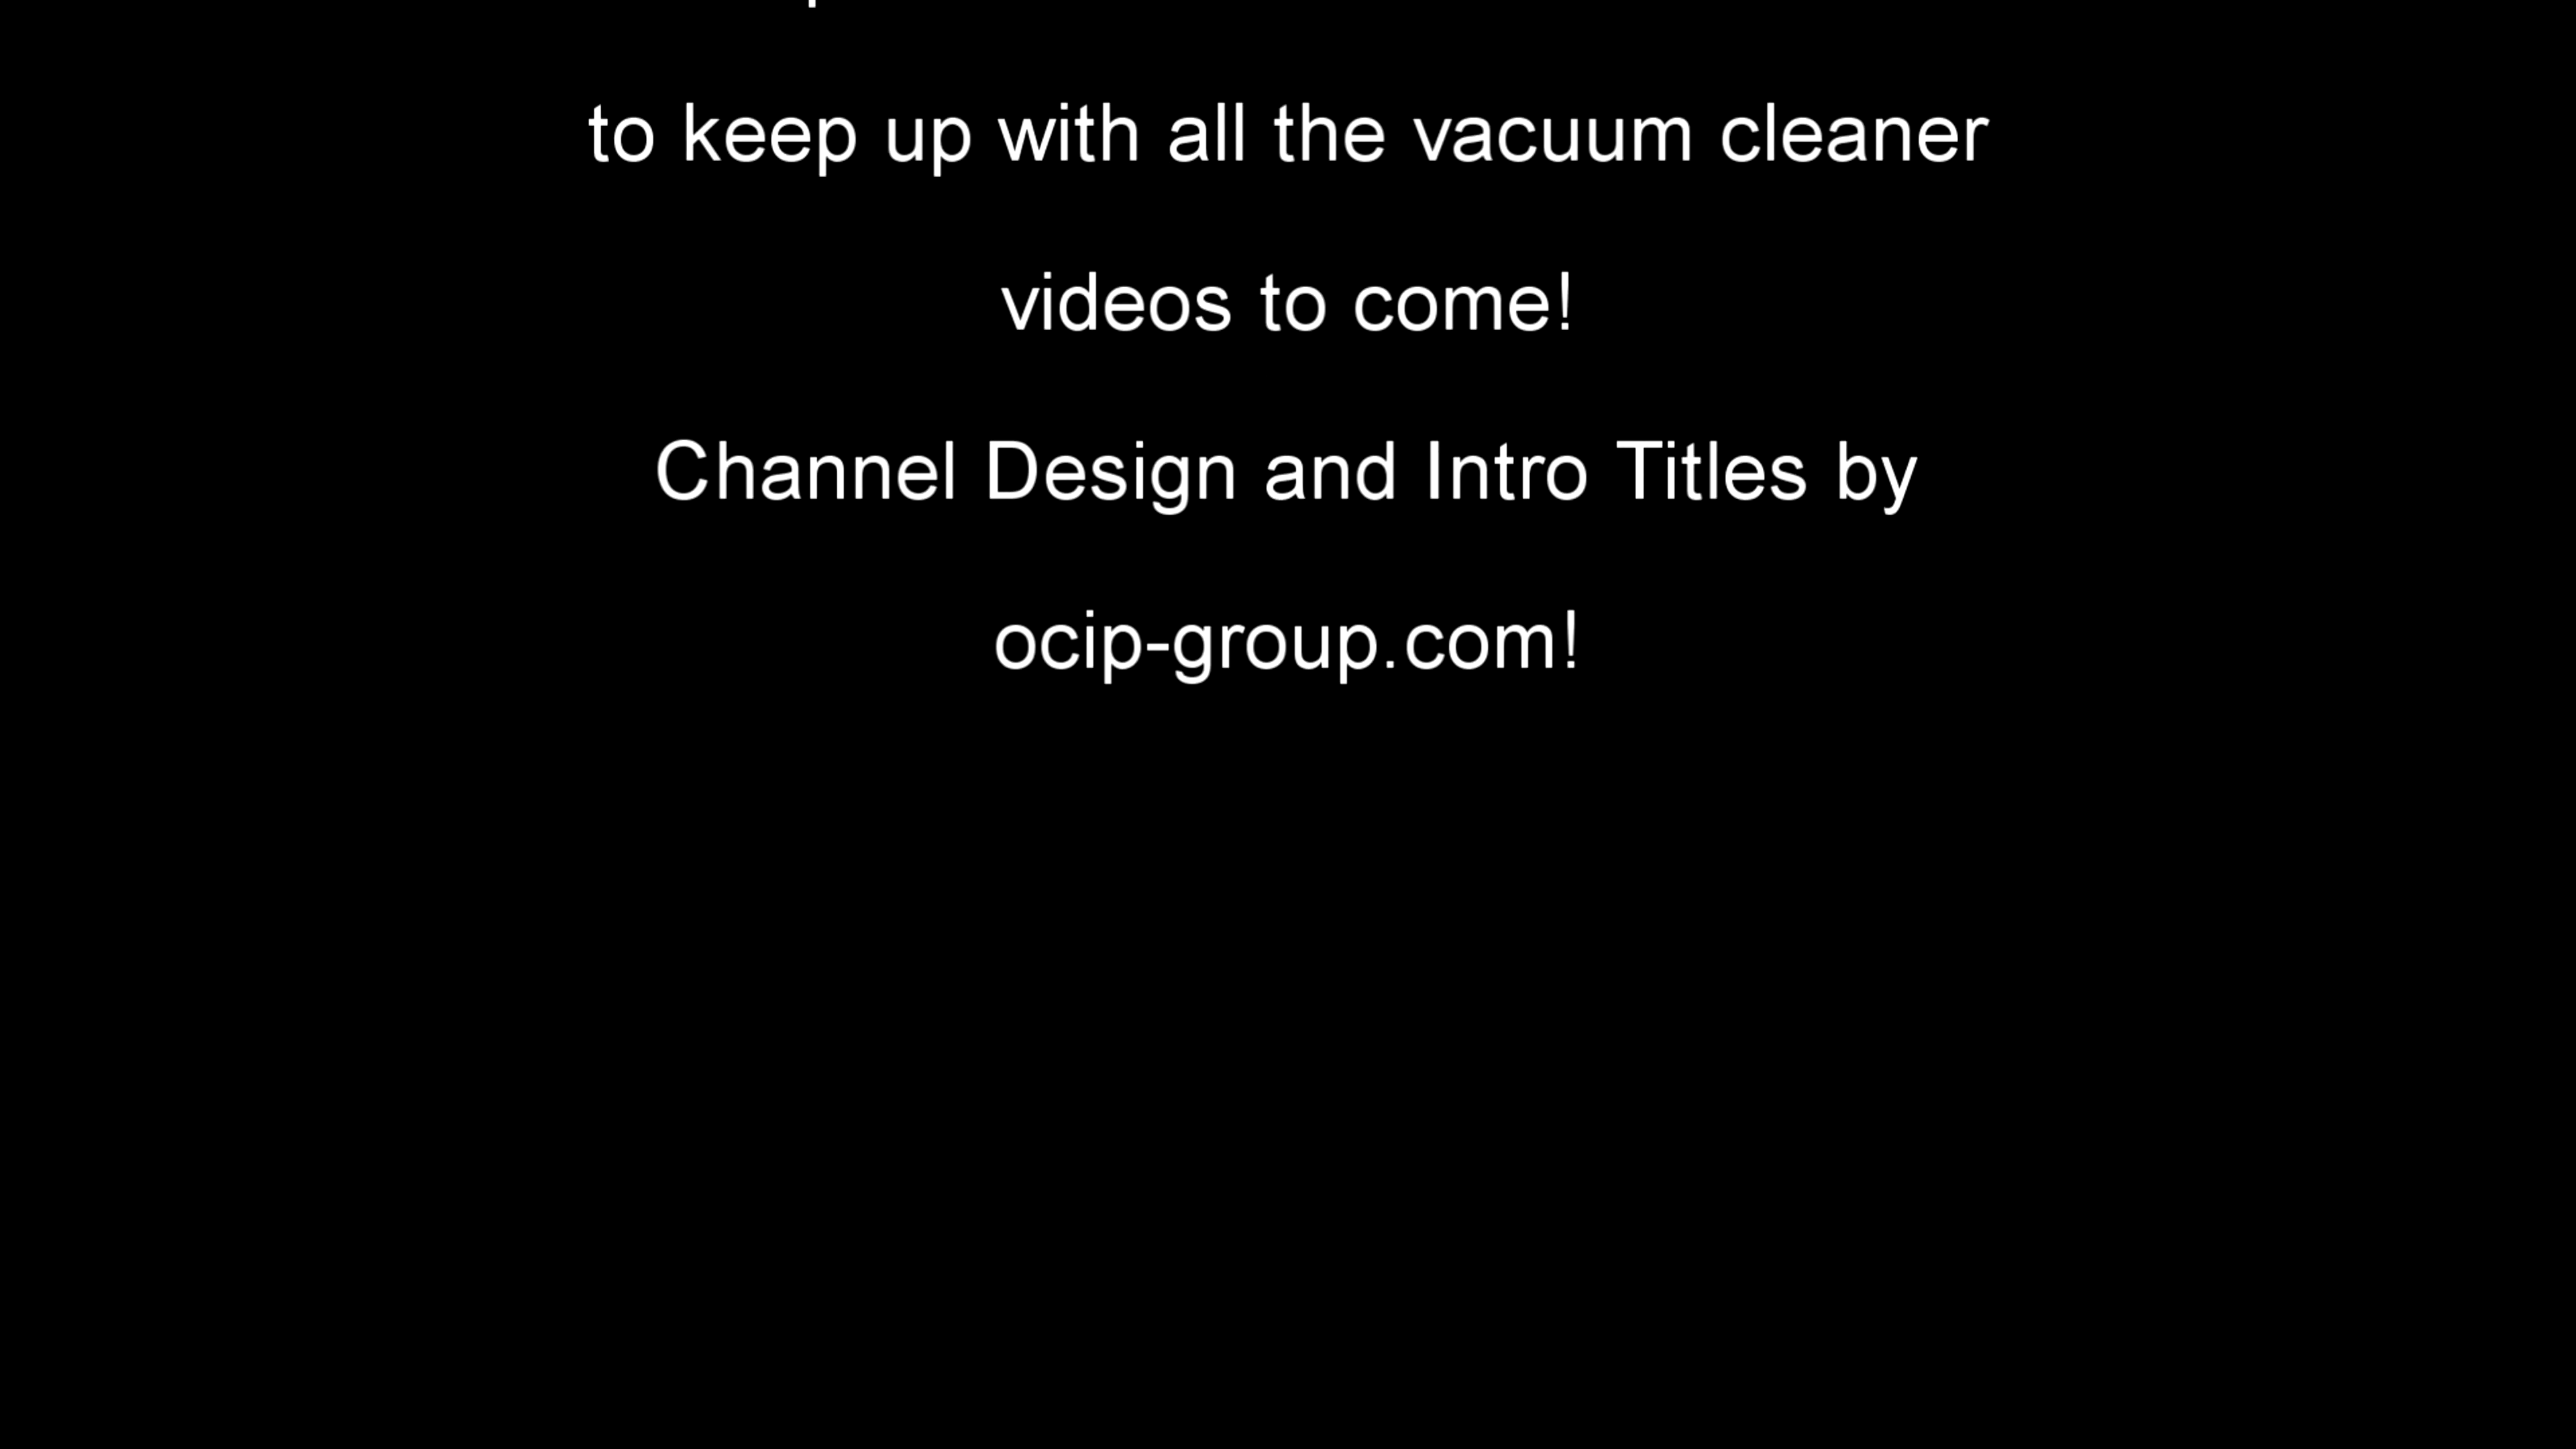 to keep up with all the vacuum cleaner
videos to come!
Channel Design and Intro Titles by
ocip-group.com!